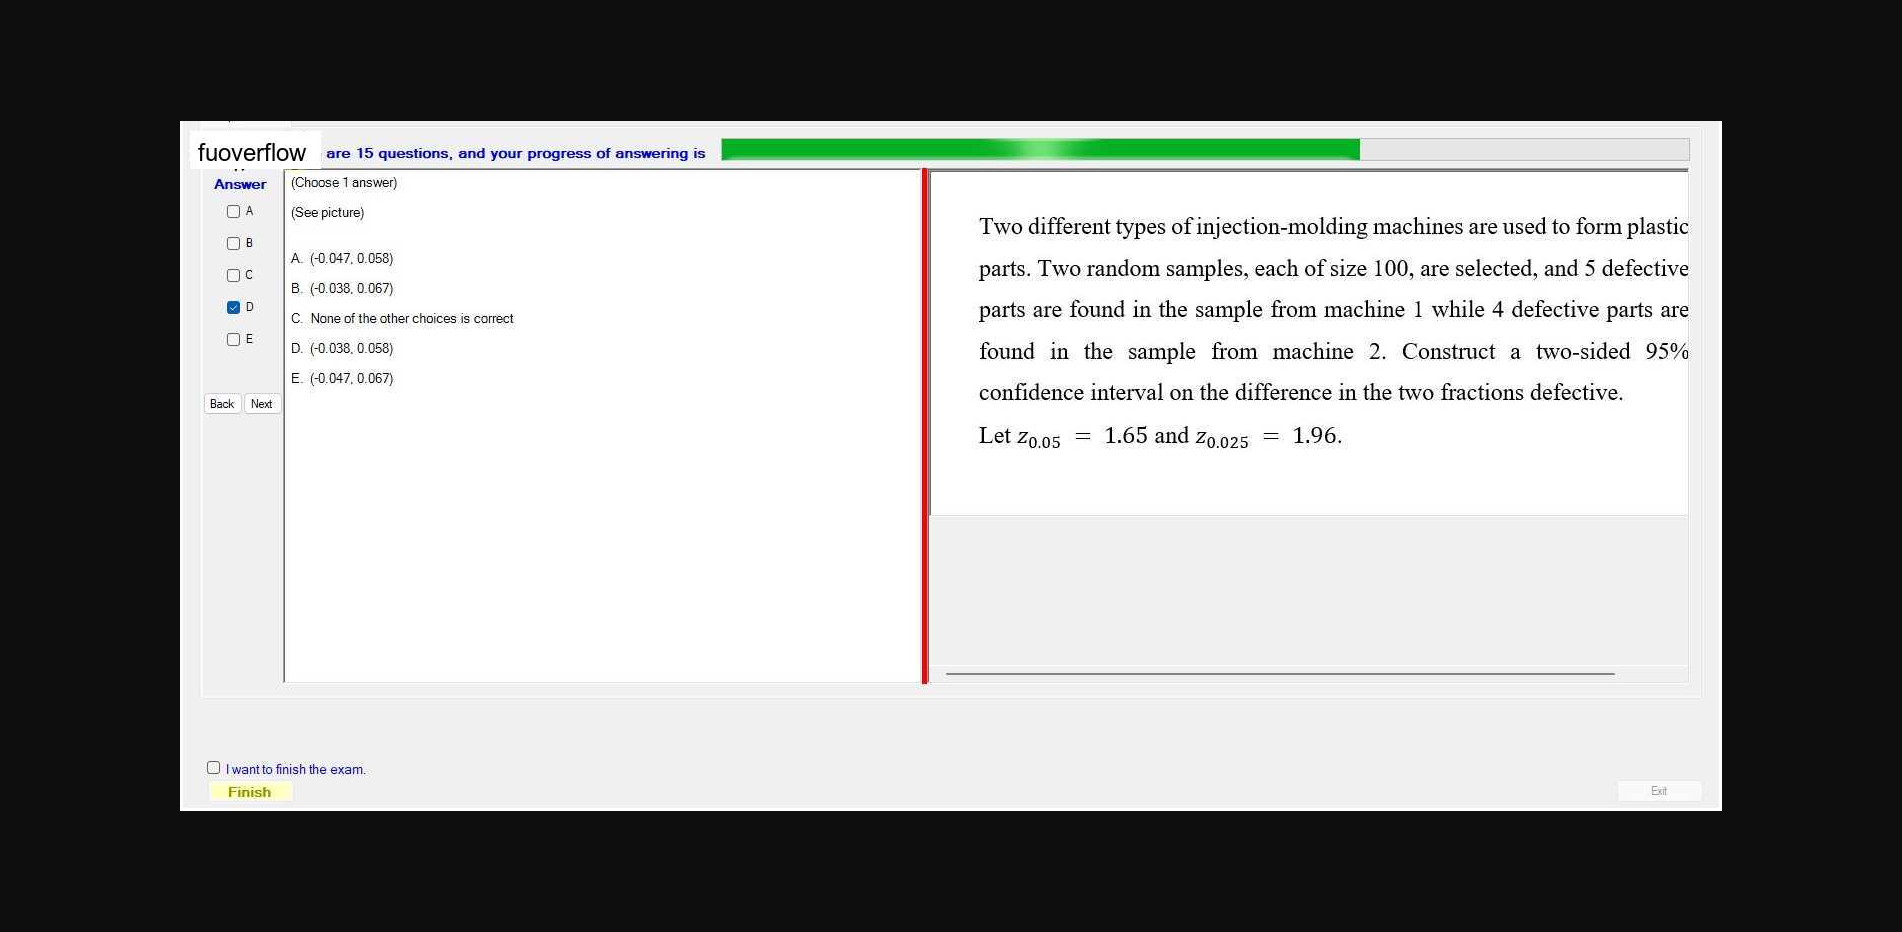 fuoverflow are 15 questions, and your progress of answering is
Answer
A
B
C
D
E
Back Next
(Choose 1 answer)
(See picture)
A. (-0.047, 0.058)
B. (-0.038, 0.067)
C. None of the other choices is correct
D. (-0.038, 0.058)
E. (-0.047, 0.067)
Two different types of injection-molding machines are used to form plastic
parts. Two random samples, each of size 100, are selected, and 5 defective
parts are found in the sample from machine 1 while 4 defective parts are
found in the sample from machine 2. Construct a two-sided 95%
confidence interval on the difference in the two fractions defective.
Let z0.05 = 1.65 and z0.025 = 1.96.
I want to finish the exam.
Finish
Exit